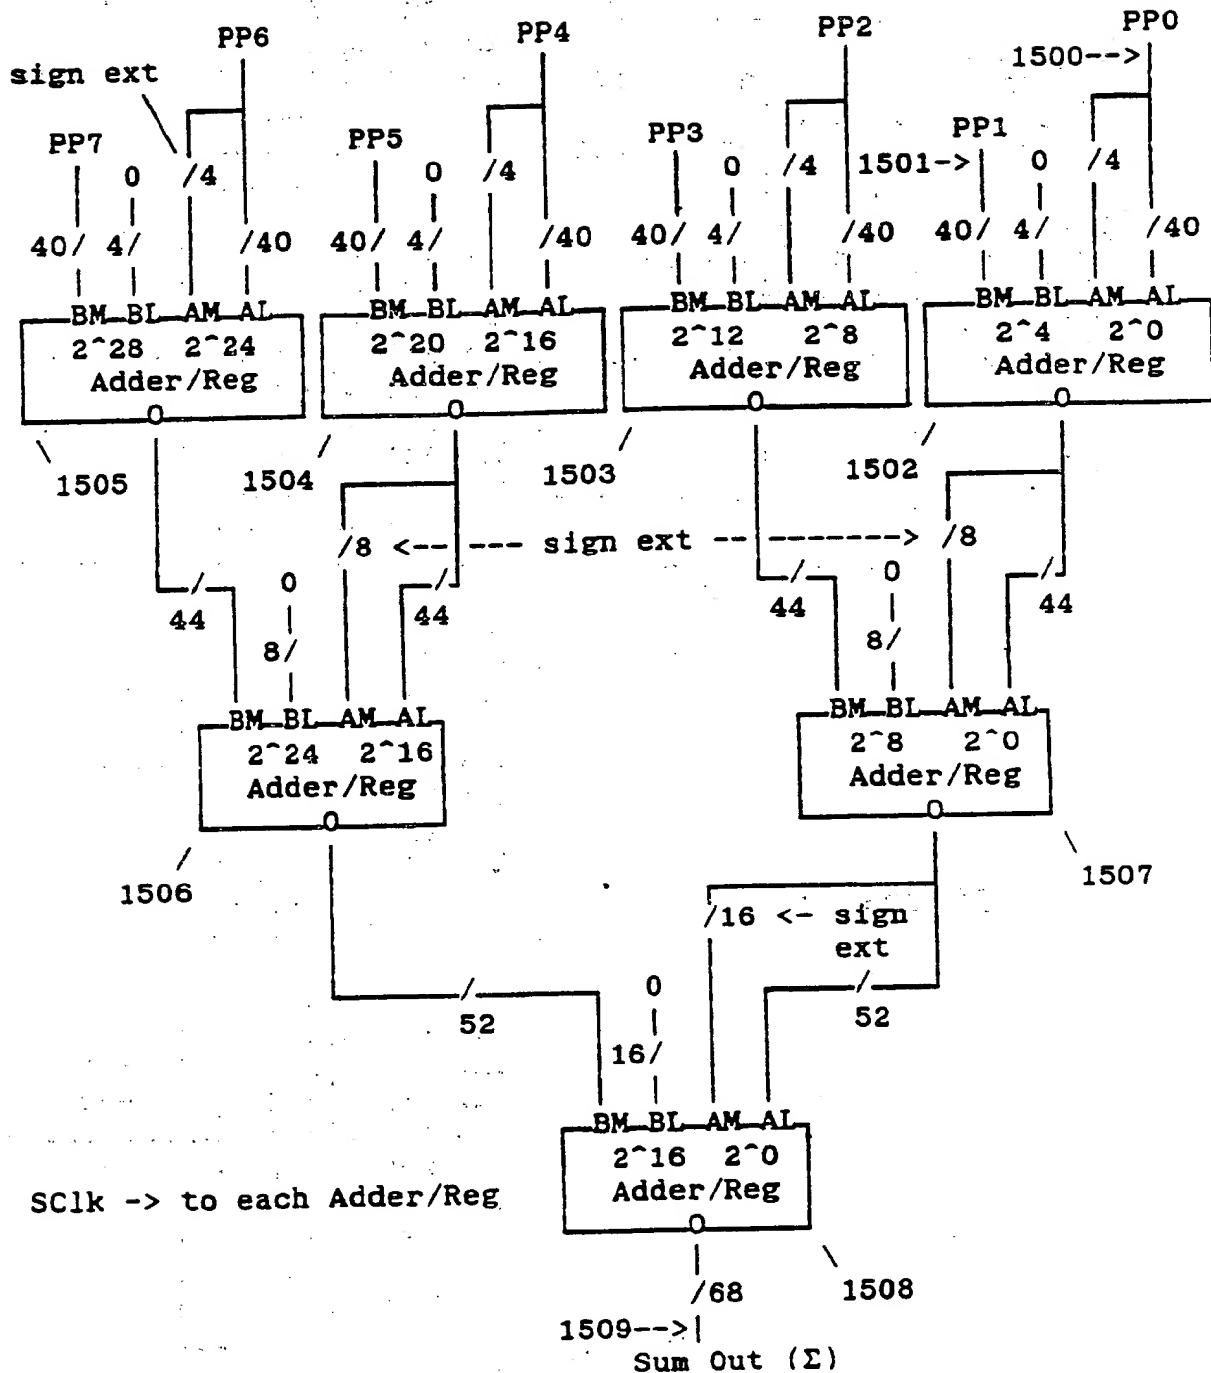 PP6 PP4 PP2 PP0
sign ext 1500-->
PP7 PP5 PP3 PP1
0 /4 0 /4 0 /4 1501-> 0 /4
40/ 4/ /40 40/ 4/ /40 40/ 4/ /40 40/ 4/ /40
BM BL AM AL BM BL AM AL BM BL AM AL BM BL AM AL
2^28 2^24 2^20 2^16 2^12 2^8 2^4 2^0
Adder/Reg Adder/Reg Adder/Reg Adder/Reg
O O O O
1505 1504 1503 1502
/8 <-- --- sign ext -- --------> /8
0 0
44 44 44 44
8/ 8/
BM BL AM AL BM BL AM AL
2^24 2^16 2^8 2^0
Adder/Reg Adder/Reg
O O
1506 1507
/16 <- sign
ext
0
52 52
16/
BM BL AM AL
2^16 2^0
SClk -> to each Adder/Reg Adder/Reg
O
/68 1508
1509-->|
Sum Out (Σ)